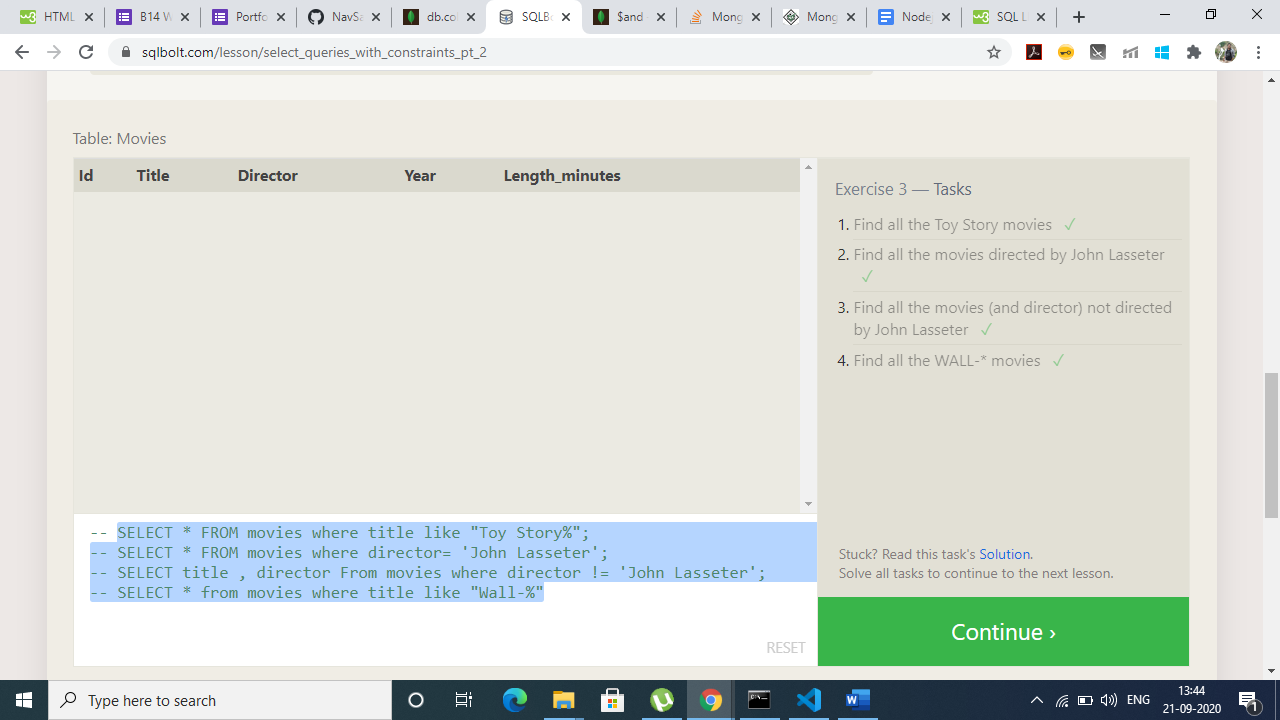 HTML
B14 W
Portfo
NavSa
db.co
SQLB
$and
Mong
Mong
Node
SQL L
sqlbolt.com/lesson/select_queries_with_constraints_pt_2
Table: Movies
Id Title Director Year Length_minutes
Exercise 3 — Tasks
1. Find all the Toy Story movies ✓
2. Find all the movies directed by John Lasseter
✓
3. Find all the movies (and director) not directed
by John Lasseter ✓
4. Find all the WALL-* movies ✓
-- SELECT * FROM movies where title like "Toy Story%";
-- SELECT * FROM movies where director= 'John Lasseter';
-- SELECT title , director From movies where director != 'John Lasseter';
-- SELECT * from movies where title like "Wall-%"
RESET
Stuck? Read this task's Solution.
Solve all tasks to continue to the next lesson.
Continue ›
Type here to search
ENG
13:44
21-09-2020
1